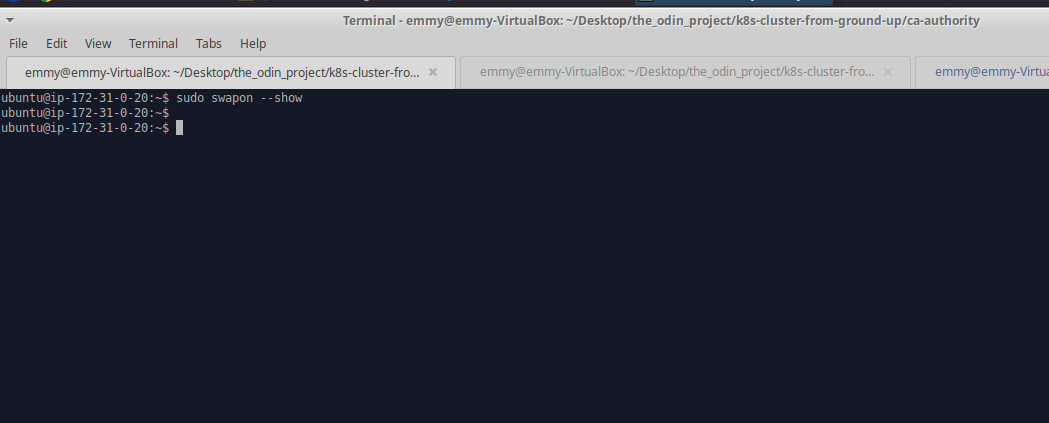 Terminal - emmy@emmy-VirtualBox: ~/Desktop/the_odin_project/k8s-cluster-from-ground-up/ca-authority
File Edit View Terminal Tabs Help
emmy@emmy-VirtualBox: ~/Desktop/the_odin_project/k8s-cluster-fro... × emmy@emmy-VirtualBox: ~/Desktop/the_odin_project/k8s-cluster-fro... × emmy@emmy-Virtua
ubuntu@ip-172-31-0-20:~$ sudo swapon --show
ubuntu@ip-172-31-0-20:~$
ubuntu@ip-172-31-0-20:~$